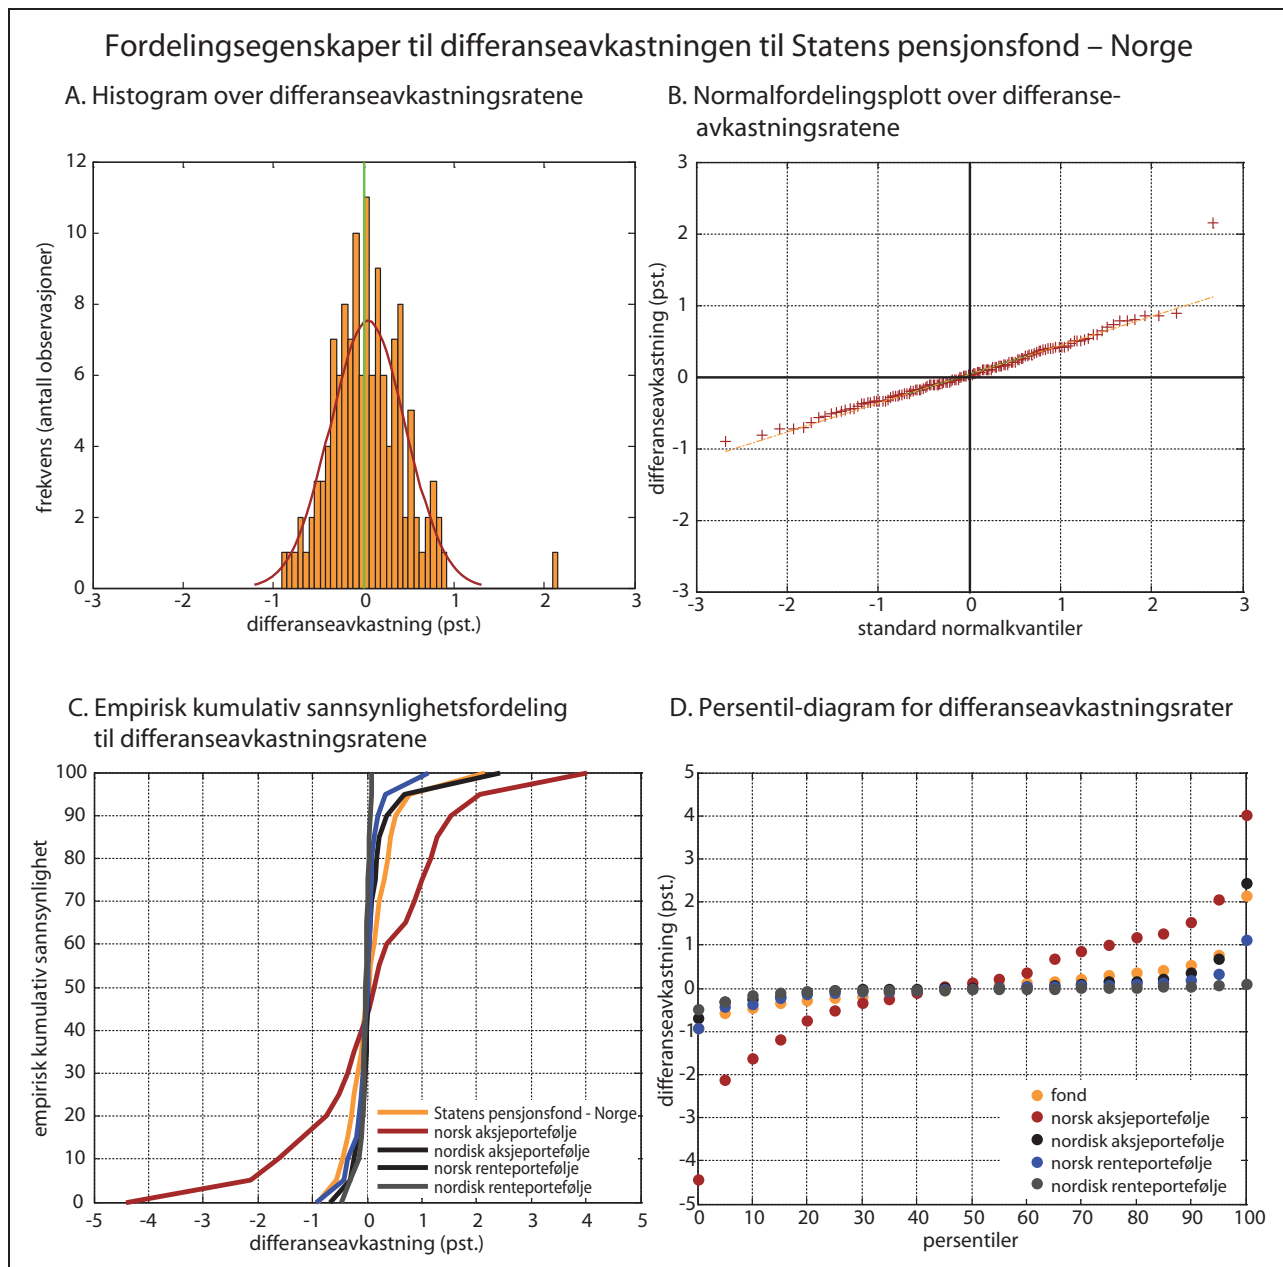 Fordelingsegenskaper til differanseavkastningen til Statens pensjonsfond – Norge
A. Histogram over differanseavkastningsratene
12
10
8
6
4
2
0
frekvens (antall observasjoner)
-3 -2 -1 0 1 2 3
differanseavkastning (pst.)
B. Normalfordelingsplott over differanse-
avkastningsratene
3
2
1
0
-1
-2
-3
differanseavkastning (pst.)
-3 -2 -1 0 1 2 3
standard normalkvantiler
C. Empirisk kumulativ sannsynlighetsfordeling
til differanseavkastningsratene
100
90
80
70
60
50
40
30
20
10
0
empirisk kumulativ sannsynlighet
Statens pensjonsfond - Norge
norsk aksjeportefølje
nordisk aksjeportefølje
norsk renteportefølje
nordisk renteportefølje
-5 -4 -3 -2 -1 0 1 2 3 4 5
differanseavkastning (pst.)
D. Persentil-diagram for differanseavkastningsrater
5
4
3
2
1
0
-1
-2
-3
-4
-5
differanseavkastning (pst.)
fond
norsk aksjeportefølje
nordisk aksjeportefølje
norsk renteportefølje
nordisk renteportefølje
0 10 20 30 40 50 60 70 80 90 100
persentiler